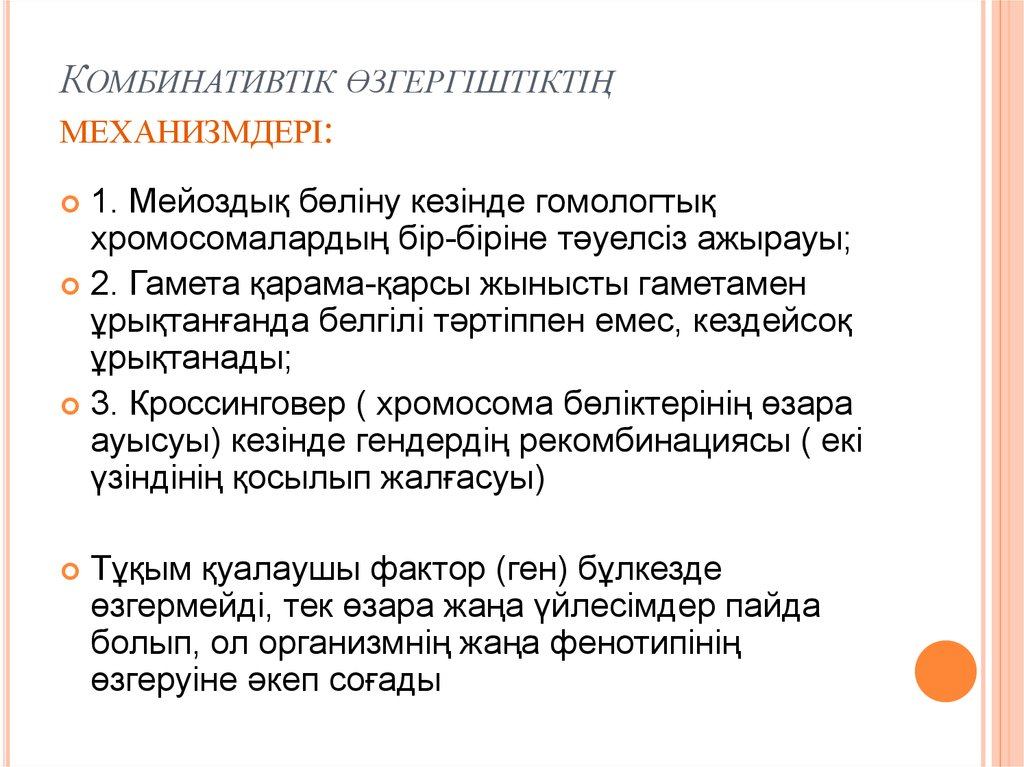 Комбинативтік өзгергіштіктің
механизмдері:
1. Мейоздық бөліну кезінде гомологтық
хромосомалардың бір-біріне тәуелсіз ажырауы;
2. Гамета қарама-қарсы жынысты гаметамен
ұрықтанғанда белгілі тәртіппен емес, кездейсоқ
ұрықтанады;
3. Кроссинговер ( хромосома бөліктерінің өзара
ауысуы) кезінде гендердің рекомбинациясы ( екі
үзіндінің қосылып жалғасуы)
Тұқым қуалаушы фактор (ген) бұлкезде
өзгермейді, тек өзара жаңа үйлесімдер пайда
болып, ол организмнің жаңа фенотипінің
өзгеруіне әкеп соғады